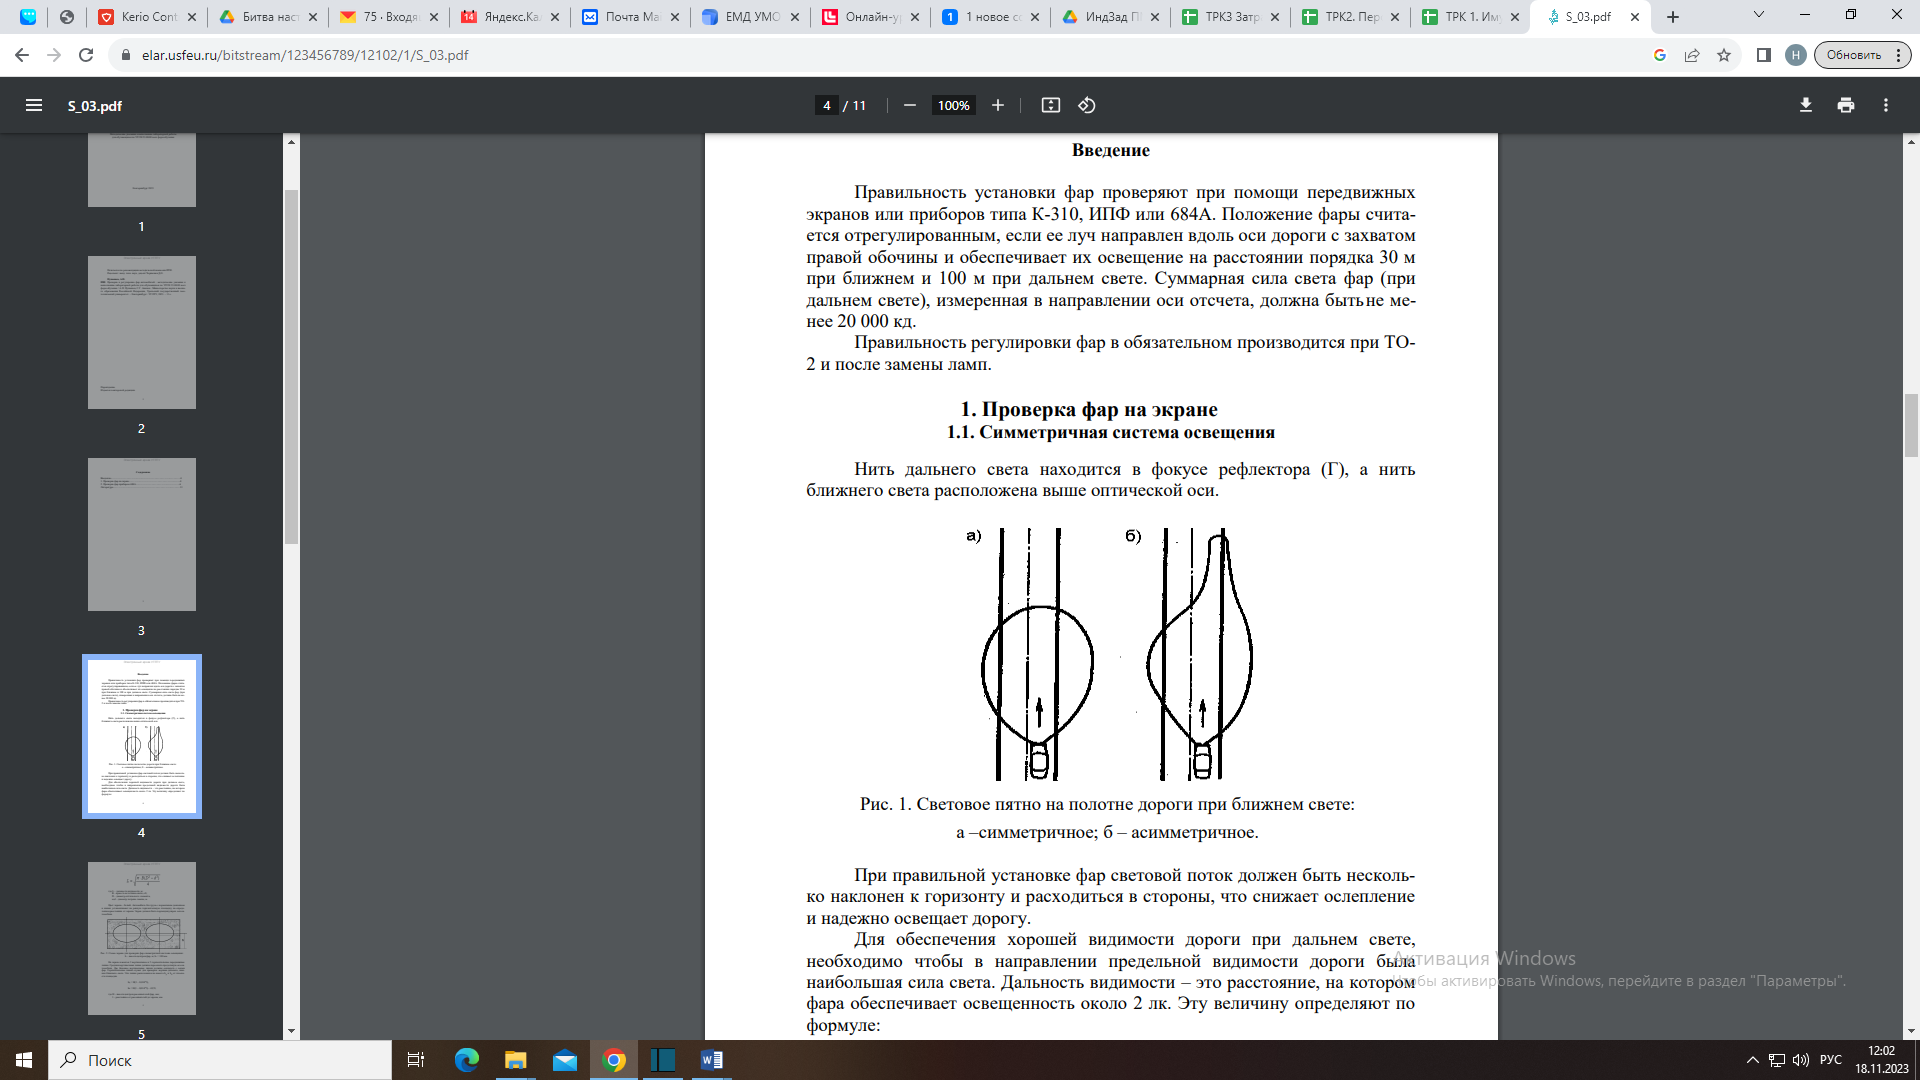 Kerio Cont
Битва наст
75 · Входящ
14
Яндекс.Ка
Почта Ма
ЕМД УМО
Онлайн-у
1
1 новое со
ИндЗад П
ТРК3 Затр
ТРК2. Пер
ТРК 1. Им
S_03.pdf
elar.usfeu.ru/bitstream/123456789/12102/1/S_03.pdf
Н
Обновить
S_03.pdf
4 / 11
100%
1
2
3
4
5
Введение
Правильность установки фар проверяют при помощи передвижных
экранов или приборов типа К-310, ИПФ или 684А. Положение фары счита-
ется отрегулированным, если ее луч направлен вдоль оси дороги с захватом
правой обочины и обеспечивает их освещение на расстоянии порядка 30 м
при ближнем и 100 м при дальнем свете. Суммарная сила света фар (при
дальнем свете), измеренная в направлении оси отсчета, должна быть не ме-
нее 20 000 кд.
Правильность регулировки фар в обязательном производится при ТО-
2 и после замены ламп.
1. Проверка фар на экране
1.1. Симметричная система освещения
Нить дальнего света находится в фокусе рефлектора (Г), а нить
ближнего света расположена выше оптической оси.
а) б)
Рис. 1. Световое пятно на полотне дороги при ближнем свете:
а –симметричное; б – асимметричное.
При правильной установке фар световой поток должен быть несколь-
ко наклонен к горизонту и расходиться в стороны, что снижает ослепление
и надежно освещает дорогу.
Для обеспечения хорошей видимости дороги при дальнем свете,
необходимо чтобы в направлении предельной видимости дороги была
наибольшая сила света. Дальность видимости – это расстояние, на котором
фара обеспечивает освещенность около 2 лк. Эту величину определяют по
формуле:
Активация Windows
Чтобы активировать Windows, перейдите в раздел "Параметры".
Поиск
РУС
12:02
18.11.2023